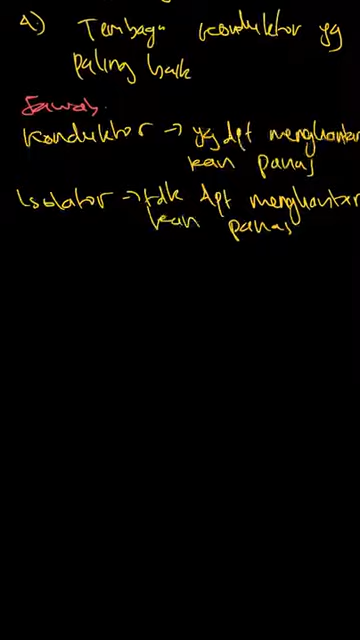 4.) Tembaga konduktor yg
paling baik
Jawab.
Konduktor → yg dpt menghantar
kan panas
Isolator → tdk dpt menghantar
kan panas